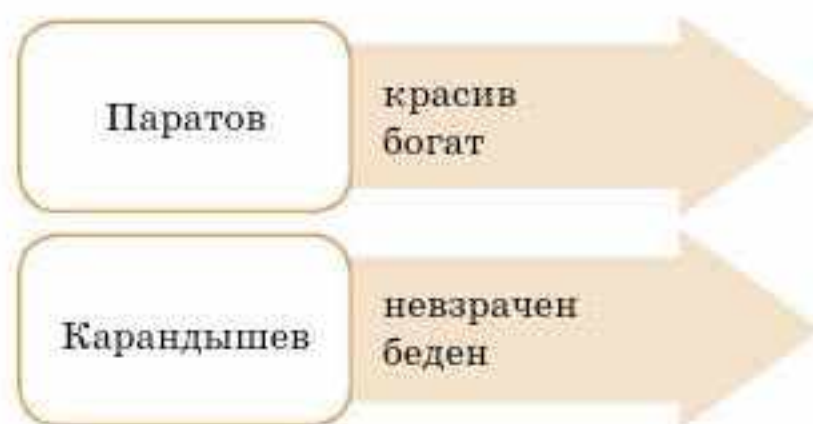 Паратов
красив
богат
Карандышев
невзрачен
беден